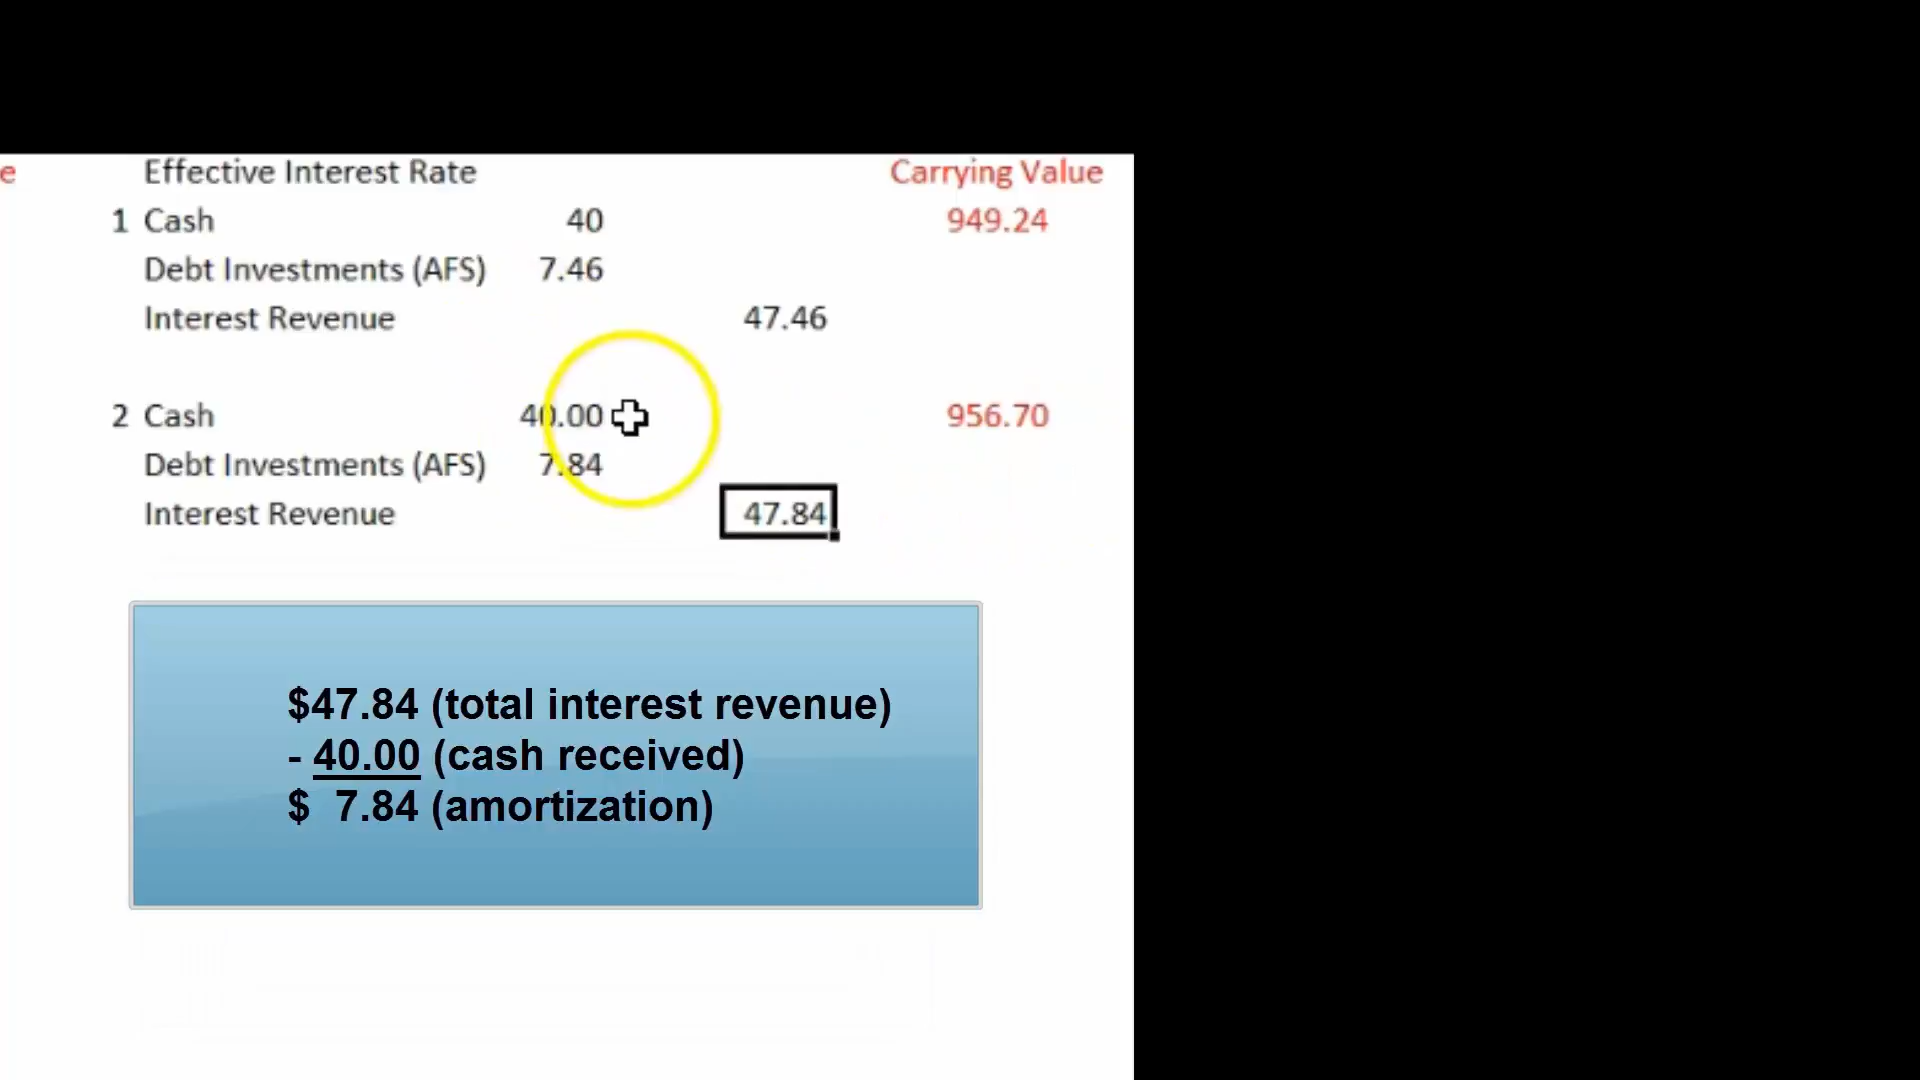 e Effective Interest Rate Carrying Value
1 Cash 40 949.24
Debt Investments (AFS) 7.46
Interest Revenue 47.46
2 Cash 40.00 956.70
Debt Investments (AFS) 7.84
Interest Revenue 47.84
$47.84 (total interest revenue)
- 40.00 (cash received)
$ 7.84 (amortization)